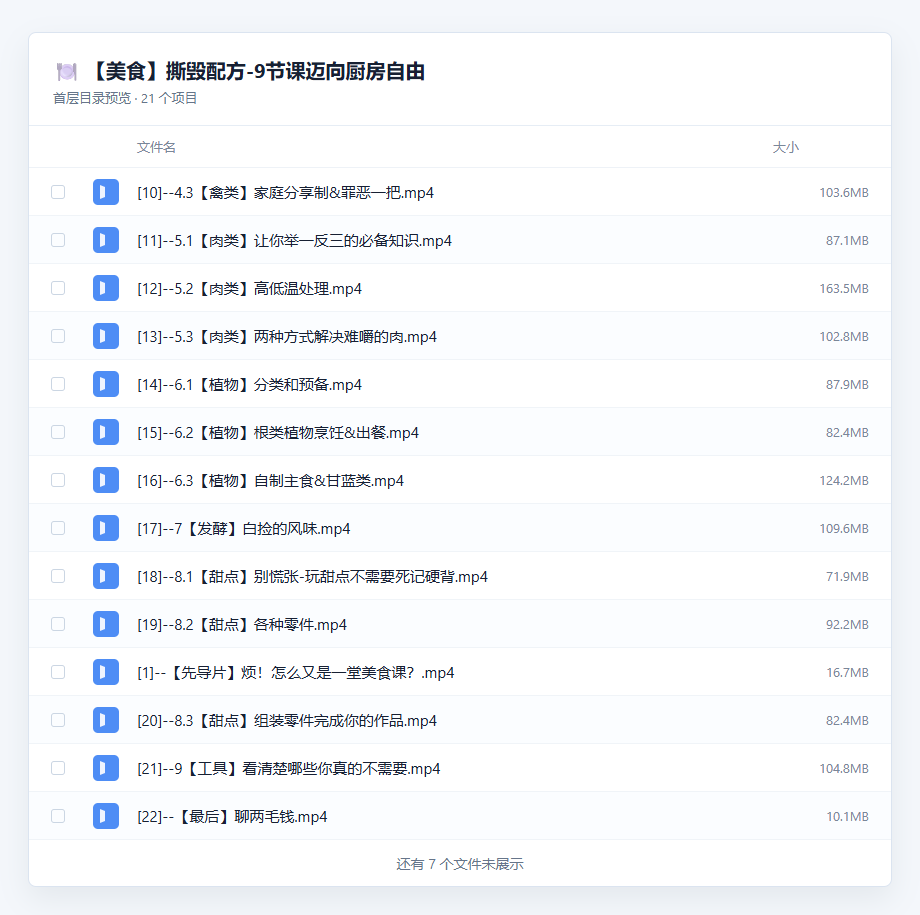 【美食】撕毁配方-9节课迈向厨房自由
首层目录预览 · 21 个项目
文件名 大小
[10]--4.3【禽类】家庭分享制&罪恶一把.mp4 103.6MB
[11]--5.1【肉类】让你举一反三的必备知识.mp4 87.1MB
[12]--5.2【肉类】高低温处理.mp4 163.5MB
[13]--5.3【肉类】两种方式解决难嚼的肉.mp4 102.8MB
[14]--6.1【植物】分类和预备.mp4 87.9MB
[15]--6.2【植物】根类植物烹饪&出餐.mp4 82.4MB
[16]--6.3【植物】自制主食&甘蓝类.mp4 124.2MB
[17]--7【发酵】白捡的风味.mp4 109.6MB
[18]--8.1【甜点】别慌张-玩甜点不需要死记硬背.mp4 71.9MB
[19]--8.2【甜点】各种零件.mp4 92.2MB
[1]--【先导片】烦！怎么又是一堂美食课？.mp4 16.7MB
[20]--8.3【甜点】组装零件完成你的作品.mp4 82.4MB
[21]--9【工具】看清楚哪些你真的不需要.mp4 104.8MB
[22]--【最后】聊两毛钱.mp4 10.1MB
还有 7 个文件未展示